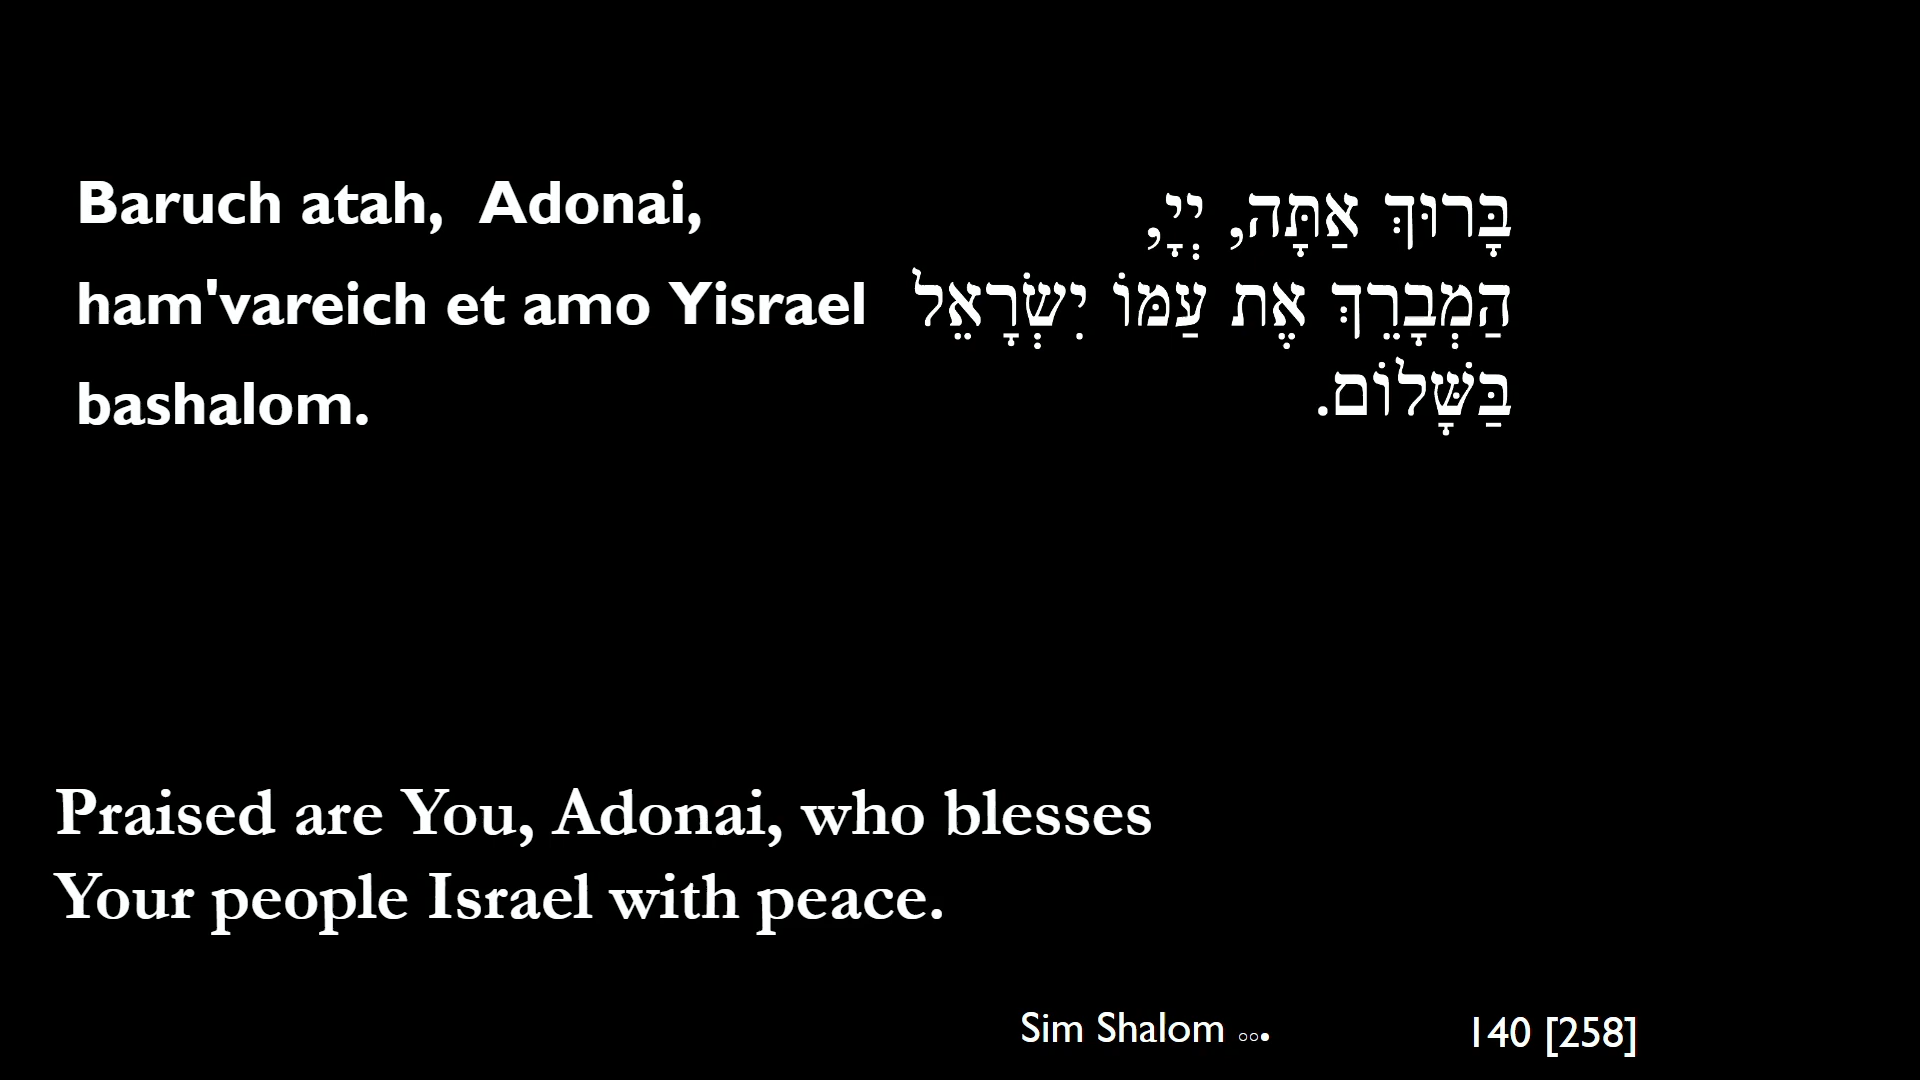 Baruch atah,  Adonai,
ham'vareich et amo Yisrael
bashalom.
בָּרוּךְ אַתָּה, יְיָ,
הַמְבָרֵךְ אֶת עַמּוֹ יִשְׂרָאֵל
בַּשָּׁלוֹם.
Praised are You, Adonai, who blesses
Your people Israel with peace.
Sim Shalom ○○●
140 [258]